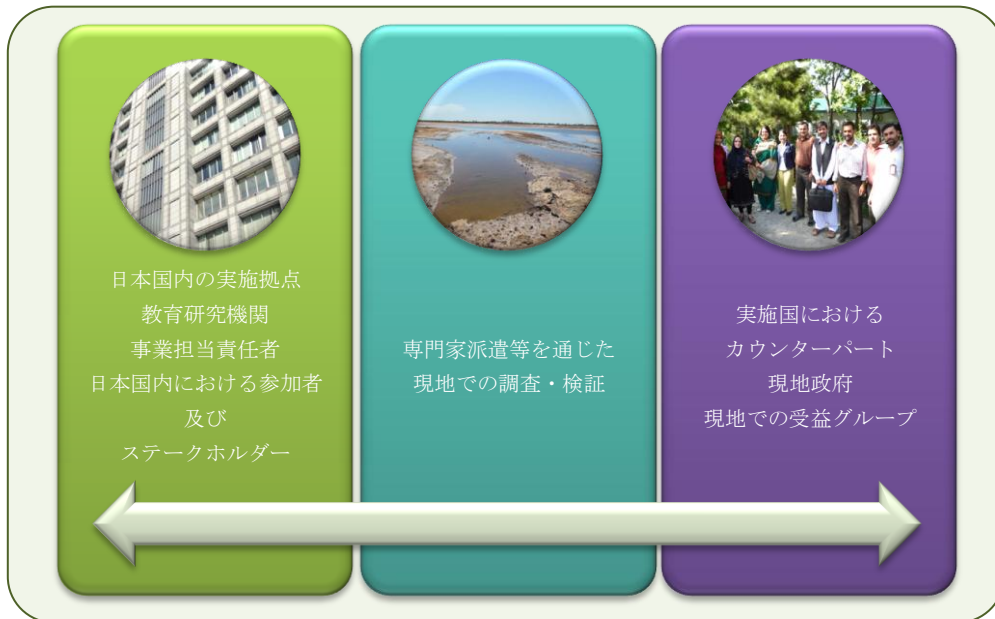 日本国内の実施拠点
教育研究機関
事業担当責任者
日本国内における参加者
及び
ステークホルダー
専門家派遣等を通じた
現地での調査・検証
実施国における
カウンターパート
現地政府
現地での受益グループ